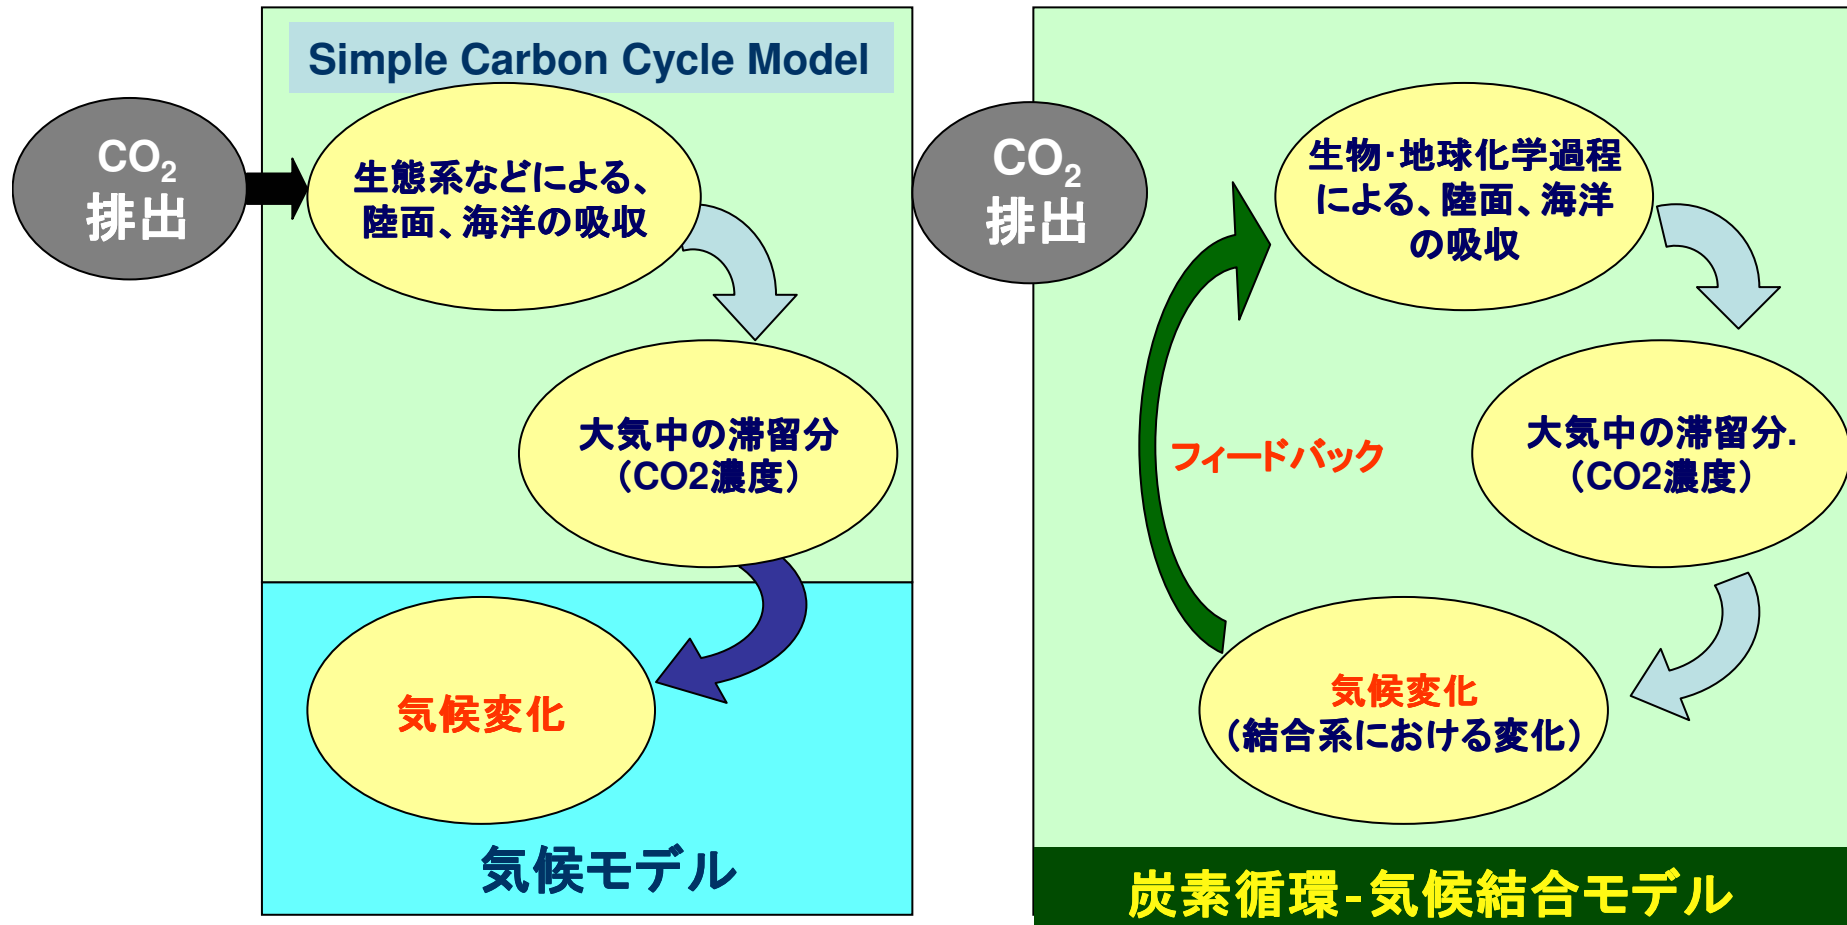 Simple Carbon Cycle Model
CO2
排出
生態系などによる、
陸面、海洋の吸収
大気中の滞留分
（CO2濃度）
気候変化
気候モデル
CO2
排出
生物・地球化学過程
による、陸面、海洋
の吸収
大気中の滞留分.
（CO2濃度）
フィードバック
気候変化
（結合系における変化）
炭素循環-気候結合モデル